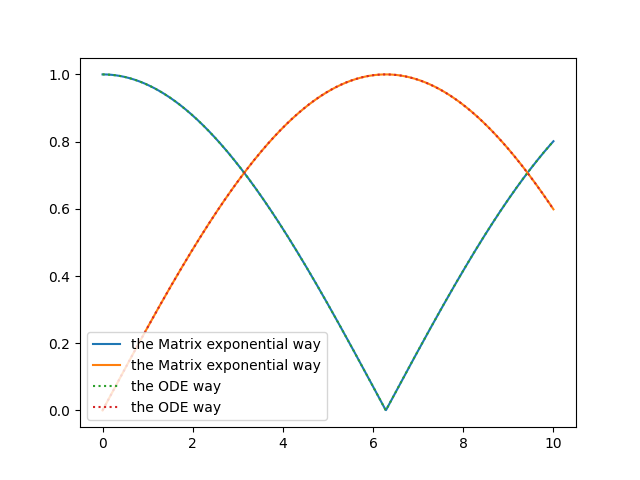 1.0
0.8
0.6
0.4
0.2
0.0
the Matrix exponential way
the Matrix exponential way
the ODE way
the ODE way
0 2 4 6 8 10